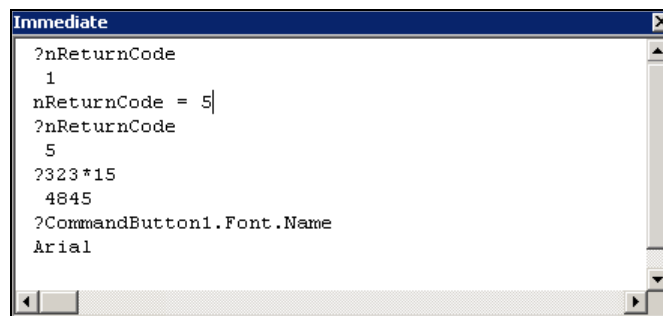 Immediate
?nReturnCode
1
nReturnCode = 5
?nReturnCode
5
?323*15
4845
?CommandButton1.Font.Name
Arial